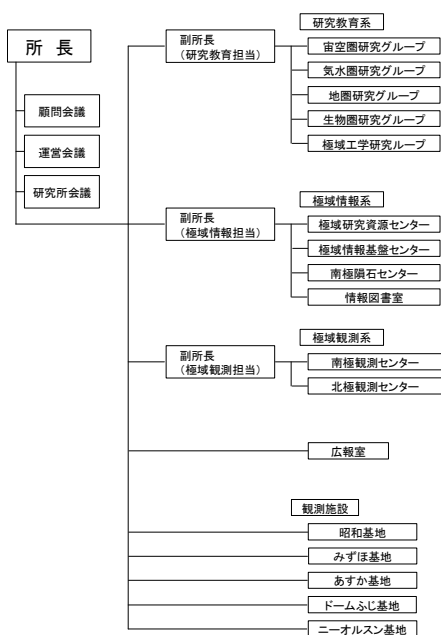 所 長
顧問会議
運営会議
研究所会議
副所長
（研究教育担当）
研究教育系
宙空圏研究グループ
気水圏研究グループ
地圏研究グループ
生物圏研究グループ
極域工学研究ループ
副所長
（極域情報担当）
極域情報系
極域研究資源センター
極域情報基盤センター
南極隕石センター
情報図書室
副所長
（極域観測担当）
極域観測系
南極観測センター
北極観測センター
広報室
観測施設
昭和基地
みずほ基地
あすか基地
ドームふじ基地
ニーオルスン基地